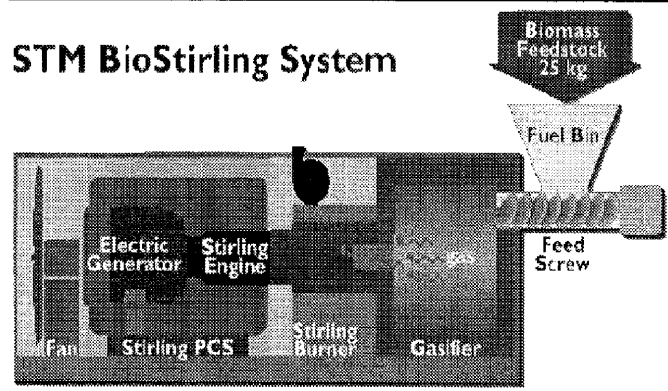 STM BioStirling System
Biomass
Feedstock
25 kg
Fuel Bin
Electric
Generator
Stirling
Engine
gas
Feed
Screw
Fan
Stirling PCS
Stirling
Burner
Gasifier